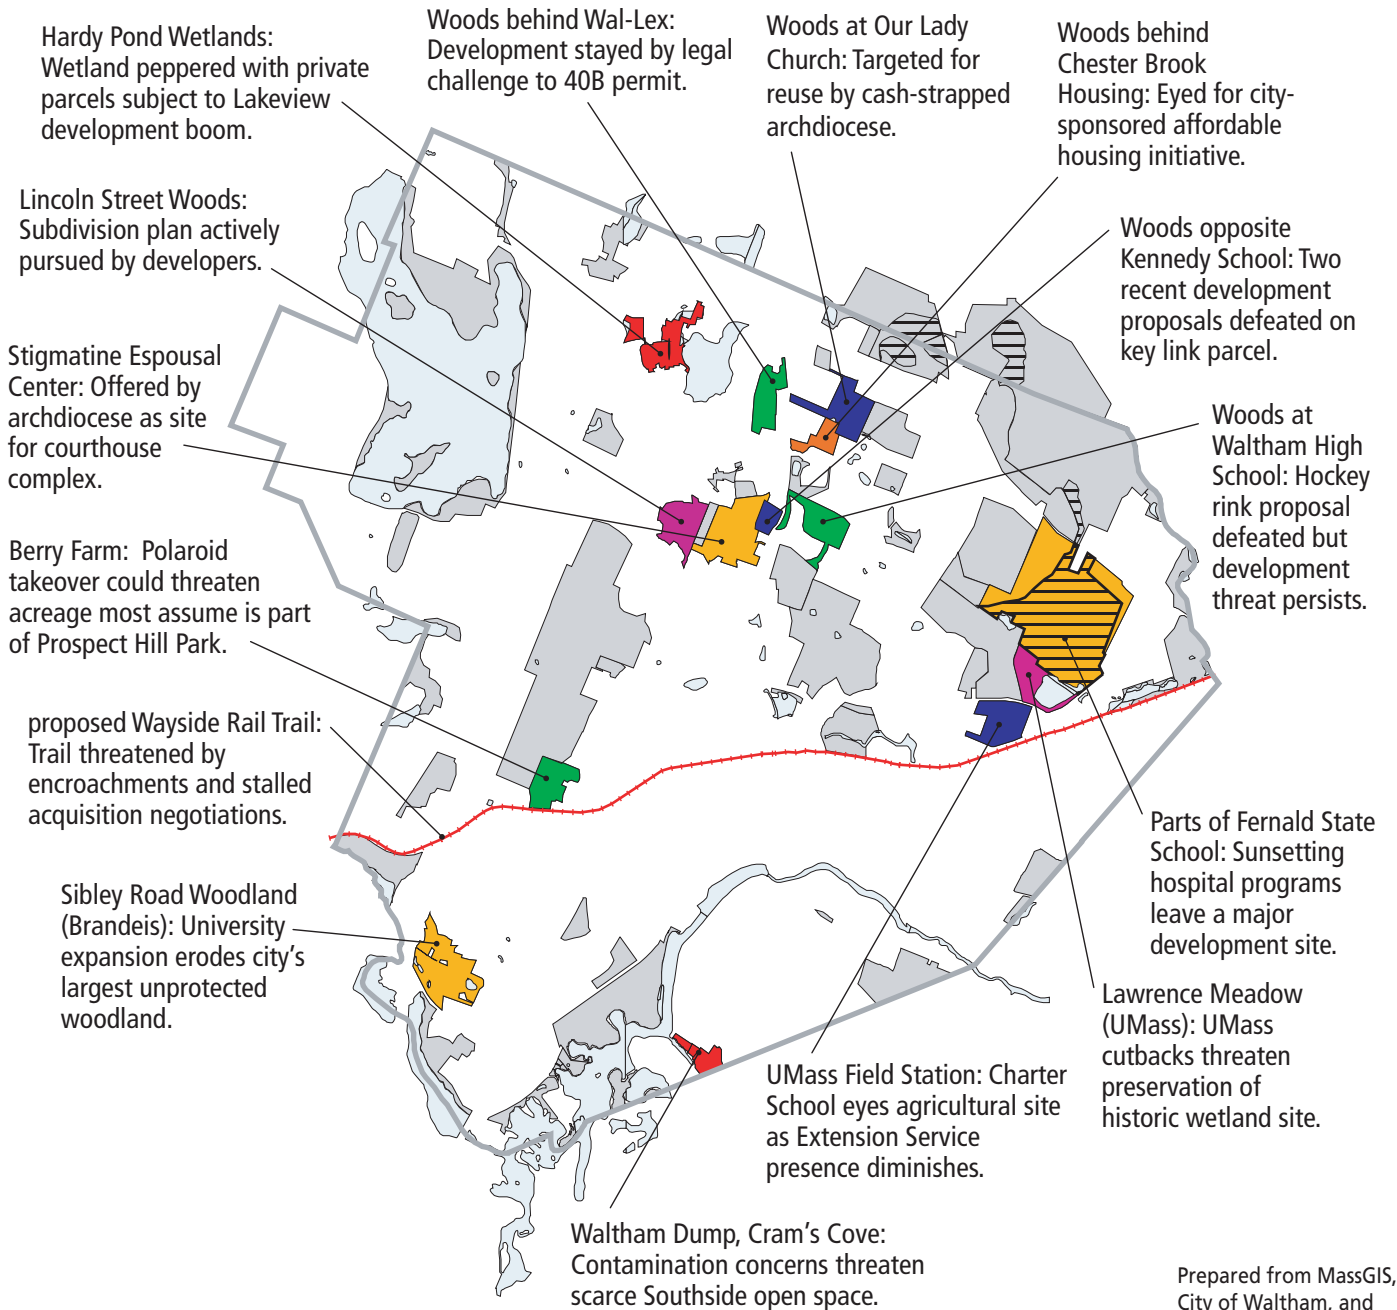 Hardy Pond Wetlands:
Wetland peppered with private
parcels subject to Lakeview
development boom.
Woods behind Wal-Lex:
Development stayed by legal
challenge to 40B permit.
Woods at Our Lady
Church: Targeted for
reuse by cash-strapped
archdiocese.
Woods behind
Chester Brook
Housing: Eyed for city-
sponsored affordable
housing initiative.
Lincoln Street Woods:
Subdivision plan actively
pursued by developers.
Woods opposite
Kennedy School: Two
recent development
proposals defeated on
key link parcel.
Stigmatine Espousal
Center: Offered by
archdiocese as site
for courthouse
complex.
Woods at
Waltham High
School: Hockey
rink proposal
defeated but
development
threat persists.
Berry Farm:  Polaroid
takeover could threaten
acreage most assume is part
of Prospect Hill Park.
proposed Wayside Rail Trail:
Trail threatened by
encroachments and stalled
acquisition negotiations.
Parts of Fernald State
School: Sunsetting
hospital programs
leave a major
development site.
Sibley Road Woodland
(Brandeis): University
expansion erodes city's
largest unprotected
woodland.
Lawrence Meadow
(UMass): UMass
cutbacks threaten
preservation of
historic wetland site.
UMass Field Station: Charter
School eyes agricultural site
as Extension Service
presence diminishes.
Waltham Dump, Cram's Cove:
Contamination concerns threaten
scarce Southside open space.
Prepared from MassGIS,
City of Waltham, and